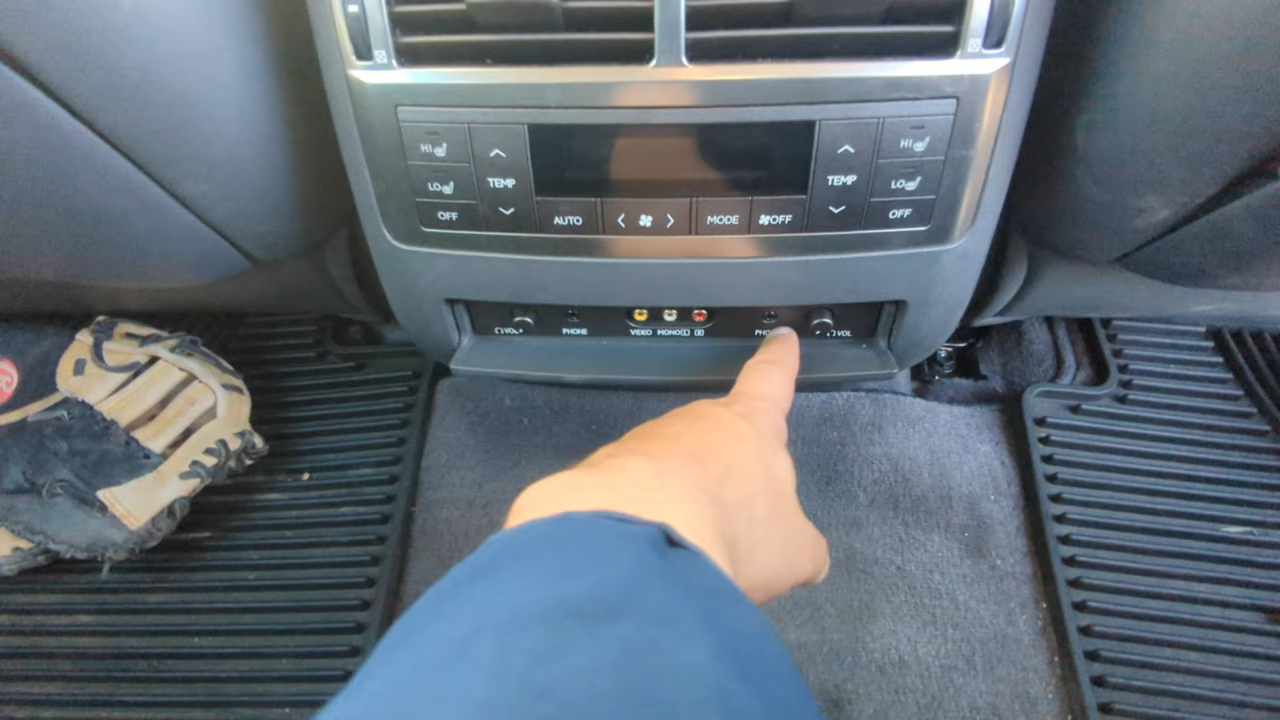 HI
TEMP
LO
OFF
AUTO
MODE
OFF
TEMP
HI
LO
OFF
VOL
PHONE
VIDEO
MONO(L)
R
VOL